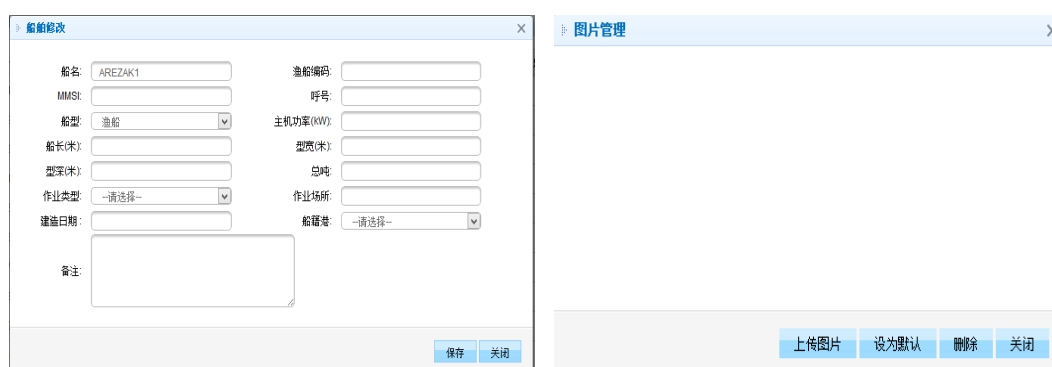 船舶修改
船名: AREZAK1 渔船编码:
MMSI: 呼号:
船型: 渔船 主机功率(kW):
船长(米): 型宽(米):
型深(米): 总吨:
作业类型: --请选择-- 作业场所:
建造日期: 船籍港: --请选择--
备注:
保存 关闭
图片管理
上传图片 设为默认 删除 关闭